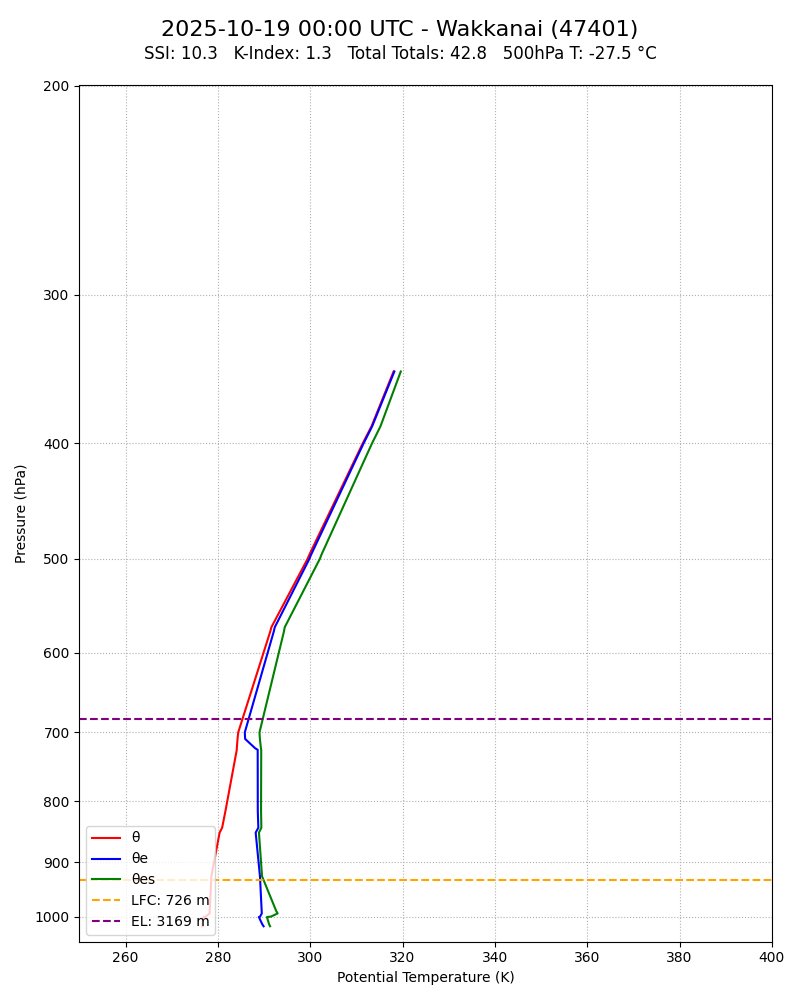 2025-10-19 00:00 UTC - Wakkanai (47401)
SSI: 10.3   K-Index: 1.3   Total Totals: 42.8   500hPa T: -27.5 °C
200
300
400
500
600
700
800
900
1000
Pressure (hPa)
θ
θe
θes
LFC: 726 m
EL: 3169 m
260
280
300
320
340
360
380
400
Potential Temperature (K)